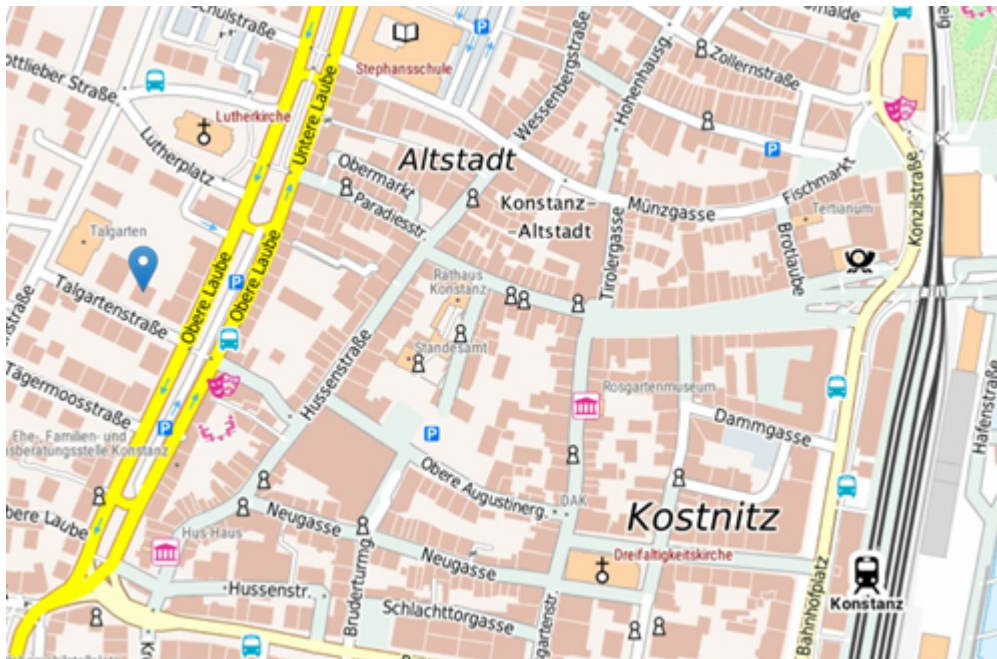 Schulstraße
Stephansschule
Zollernstraße
Hohenhausg.
Wessenbergstraße
ottlieber Straße
Lutherkirche
Untere Laube
Lutherplatz
Altstadt
Obermarkt
Paradiesstr.
Konstanz-
-Altstadt
Münzgasse
Fischmarkt
Tertianum
Konzilstraße
Brotlaube
Tirolergasse
Talgarten
Talgartenstraße
Obere Laube
Obere Laube
Rathaus
Konstanz
Standesamt
Hussenstraße
Rosgartenmuseum
Dammgasse
Hafenstraße
Tägermoosstraße
Ehe-, Familien- und
nsberatungsstelle Konstanz
Obere Augustinerg.
DAK
Kostnitz
Dreifaltigkeitskirche
Bahnhofplatz
Konstanz
bere Laube
Hus-Haus
Neugasse
Neugasse
Hussenstr.
Bruderturmg.
Schlachttorgasse
sgartenstr.